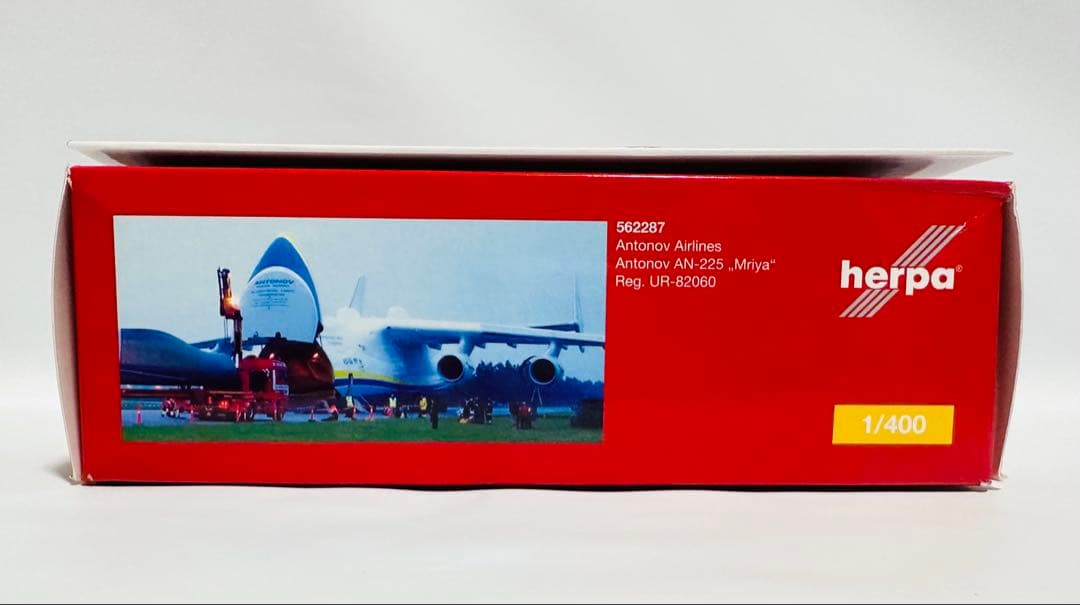 ANTONOV
562287
Antonov Airlines
Antonov AN-225 „Mriya“
Reg. UR-82060
herpa®
1/400